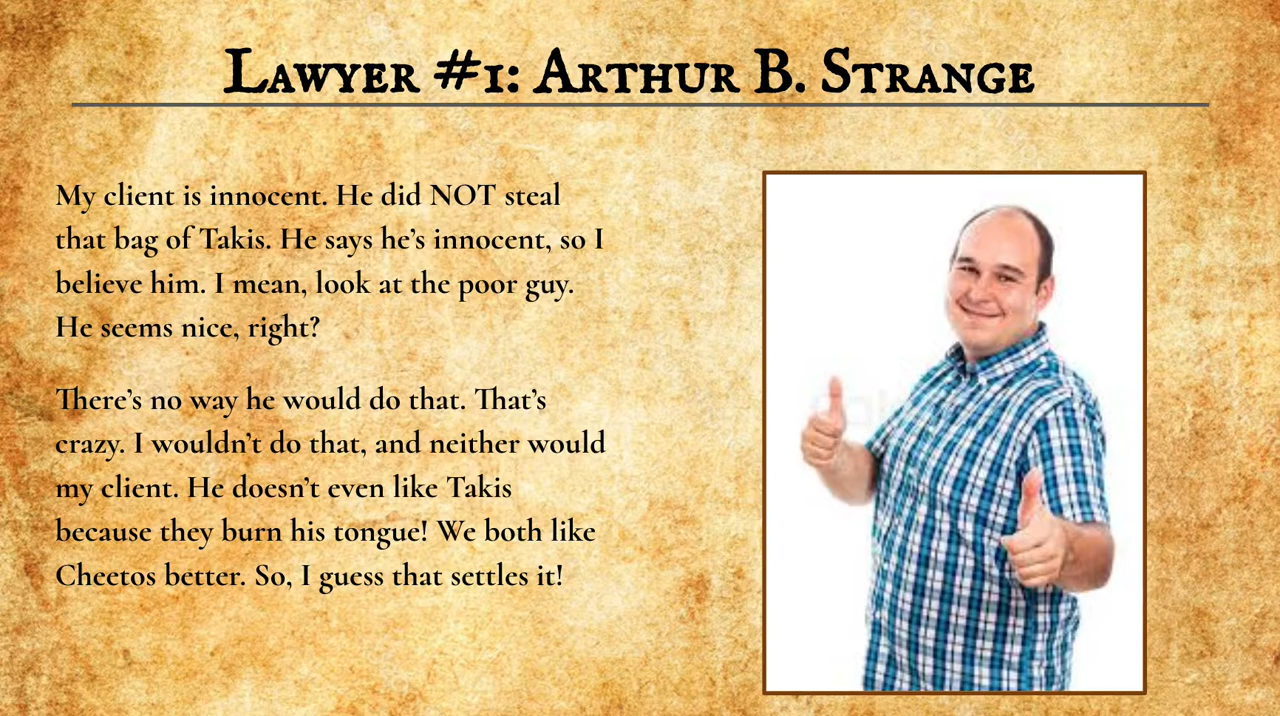 Lawyer #1: Arthur B. Strange
My client is innocent. He did NOT steal
that bag of Takis. He says he's innocent, so I
believe him. I mean, look at the poor guy.
He seems nice, right?
There's no way he would do that. That's
crazy. I wouldn't do that, and neither would
my client. He doesn't even like Takis
because they burn his tongue! We both like
Cheetos better. So, I guess that settles it!